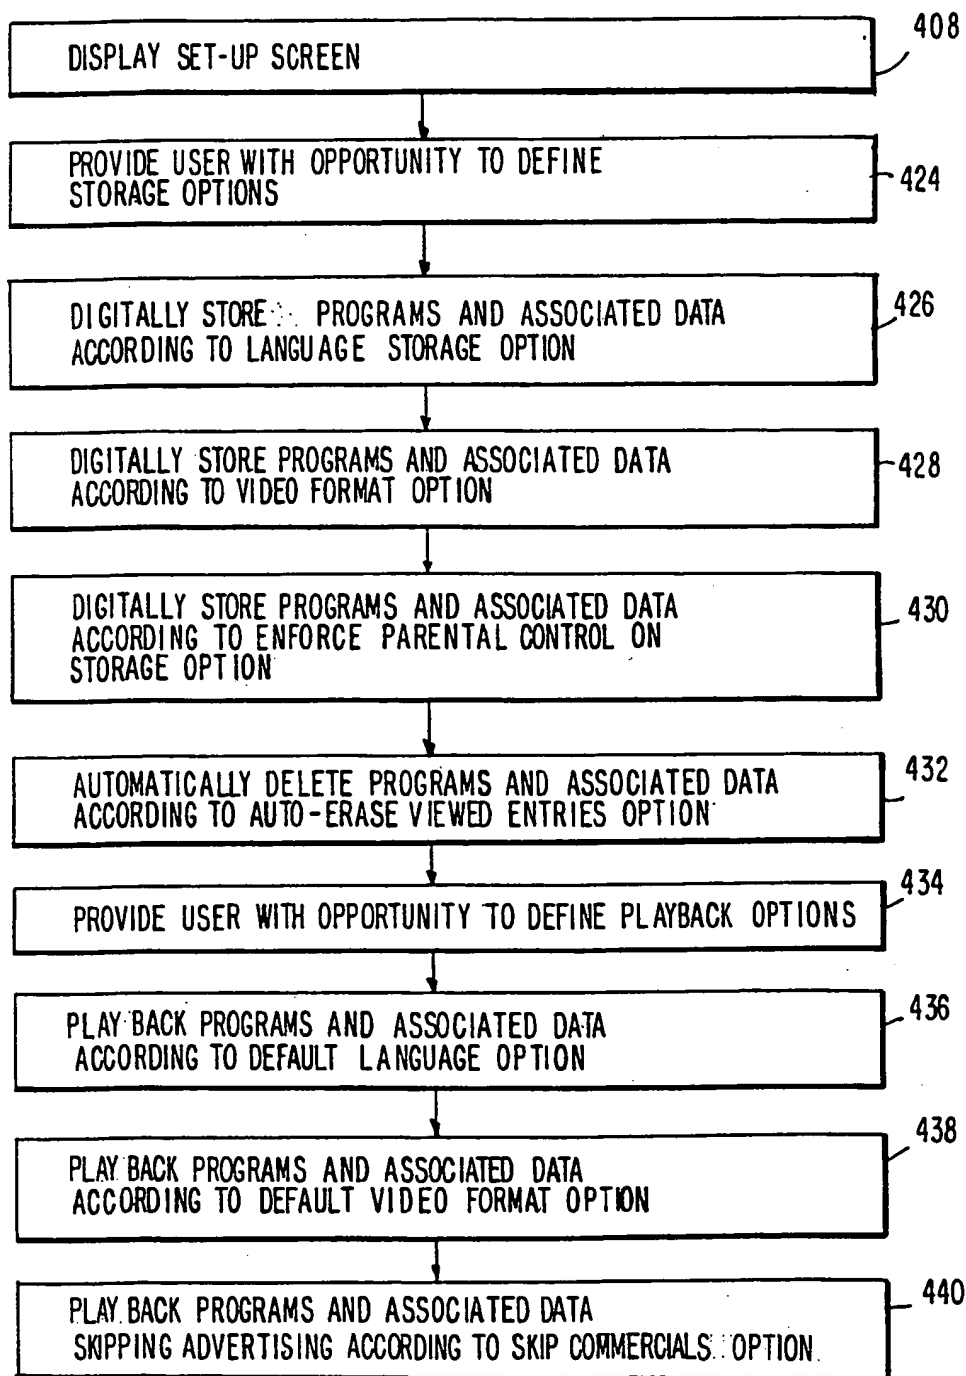 408
DISPLAY SET-UP SCREEN
PROVIDE USER WITH OPPORTUNITY TO DEFINE
STORAGE OPTIONS
424
DIGITALLY STORE PROGRAMS AND ASSOCIATED DATA
ACCORDING TO LANGUAGE STORAGE OPTION
426
DIGITALLY STORE PROGRAMS AND ASSOCIATED DATA
ACCORDING TO VIDEO FORMAT OPTION
428
DIGITALLY STORE PROGRAMS AND ASSOCIATED DATA
ACCORDING TO ENFORCE PARENTAL CONTROL ON
STORAGE OPTION
430
AUTOMATICALLY DELETE PROGRAMS AND ASSOCIATED DATA
ACCORDING TO AUTO-ERASE VIEWED ENTRIES OPTION
432
PROVIDE USER WITH OPPORTUNITY TO DEFINE PLAYBACK OPTIONS
434
PLAY BACK PROGRAMS AND ASSOCIATED DATA
ACCORDING TO DEFAULT LANGUAGE OPTION
436
PLAY BACK PROGRAMS AND ASSOCIATED DATA
ACCORDING TO DEFAULT VIDEO FORMAT OPTION
438
PLAY BACK PROGRAMS AND ASSOCIATED DATA
SKIPPING ADVERTISING ACCORDING TO SKIP COMMERCIALS OPTION
440